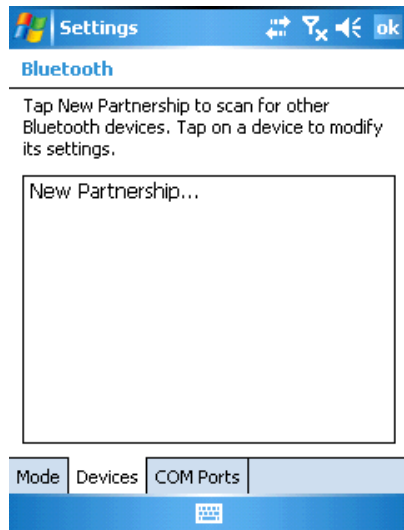 Settings
ok
Bluetooth
Tap New Partnership to scan for other
Bluetooth devices. Tap on a device to modify
its settings.
New Partnership...
Mode Devices COM Ports